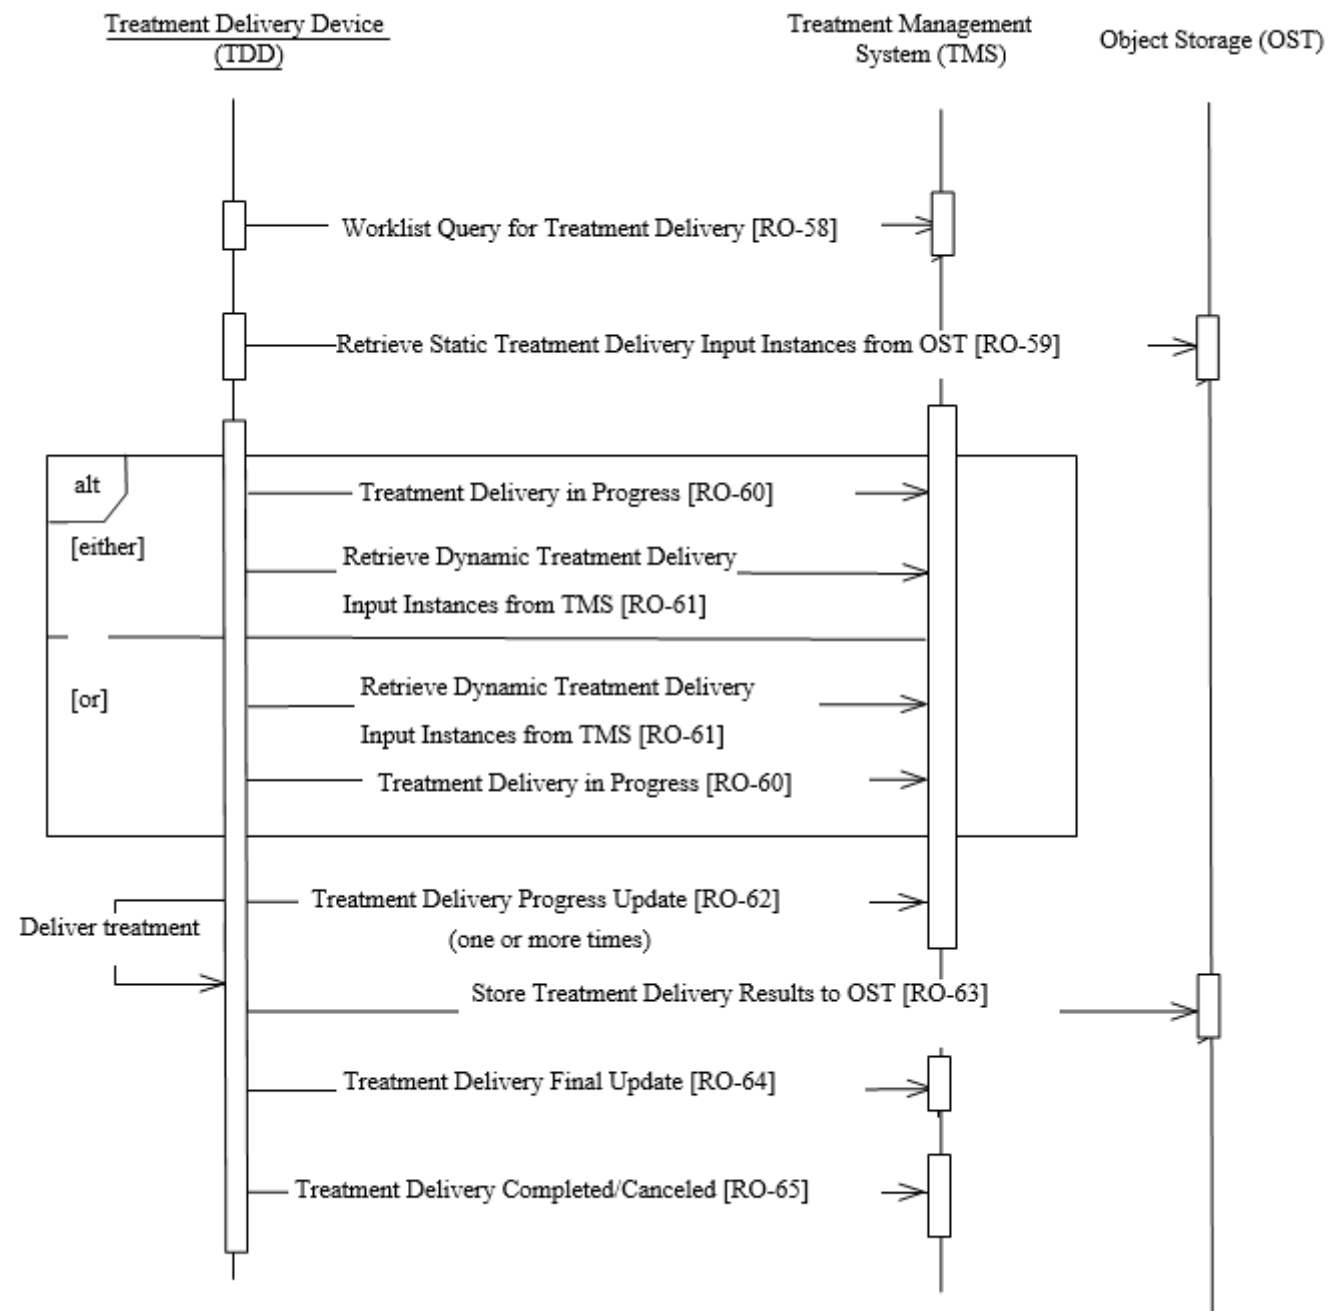 Treatment Delivery Device
(TDD)
Treatment Management
System (TMS)
Object Storage (OST)
Worklist Query for Treatment Delivery [RO-58]
Retrieve Static Treatment Delivery Input Instances from OST [RO-59]
alt
Treatment Delivery in Progress [RO-60]
[either]
Retrieve Dynamic Treatment Delivery
Input Instances from TMS [RO-61]
[or]
Retrieve Dynamic Treatment Delivery
Input Instances from TMS [RO-61]
Treatment Delivery in Progress [RO-60]
Treatment Delivery Progress Update [RO-62]
(one or more times)
Deliver treatment
Store Treatment Delivery Results to OST [RO-63]
Treatment Delivery Final Update [RO-64]
Treatment Delivery Completed/Canceled [RO-65]